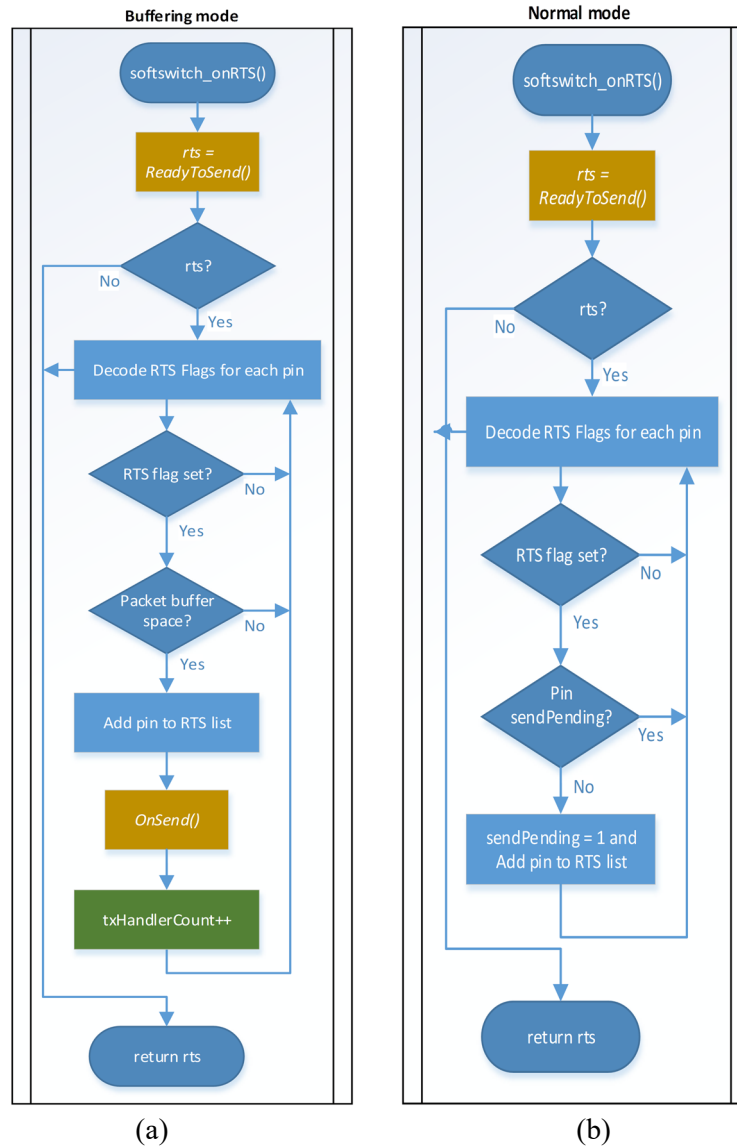 Buffering mode
softswitch_onRTS()
rts =
ReadyToSend()
rts?
No
Yes
Decode RTS Flags for each pin
RTS flag set?
No
Yes
Packet buffer
space?
No
Yes
Add pin to RTS list
OnSend()
txHandlerCount++
return rts
(a)
Normal mode
softswitch_onRTS()
rts =
ReadyToSend()
rts?
No
Yes
Decode RTS Flags for each pin
RTS flag set?
No
Yes
Pin
sendPending?
Yes
No
sendPending = 1 and
Add pin to RTS list
return rts
(b)